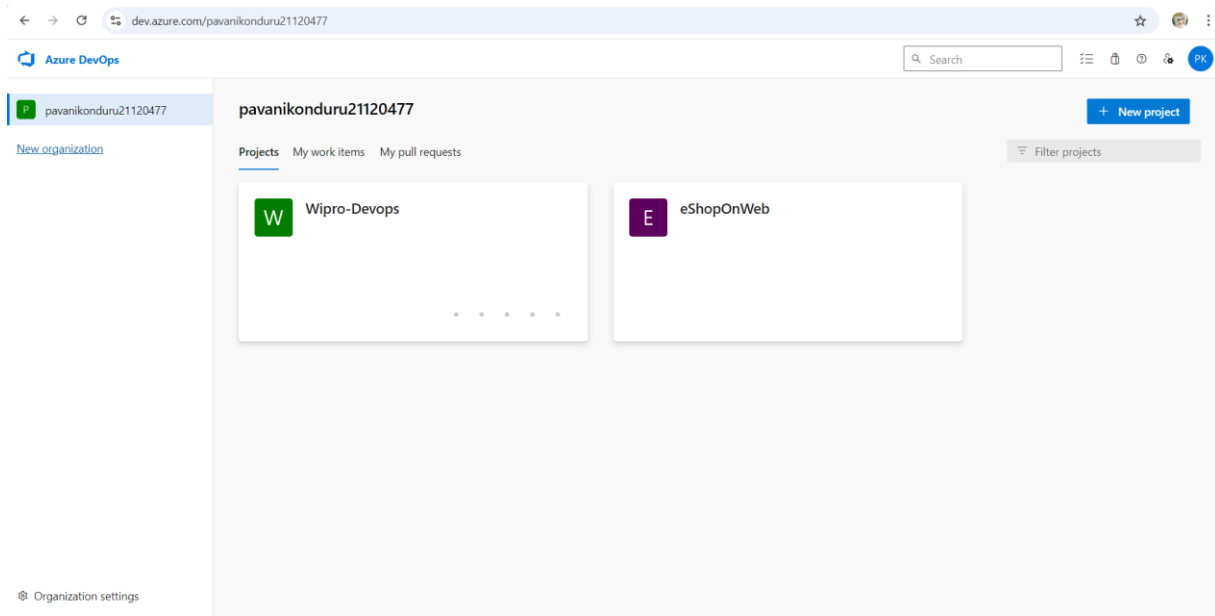 dev.azure.com/pavanikonduru21120477
Azure DevOps
Search
PK
P pavanikonduru21120477
New organization
pavanikonduru21120477
+ New project
Projects My work items My pull requests
Filter projects
W Wipro-Devops
E eShopOnWeb
Organization settings